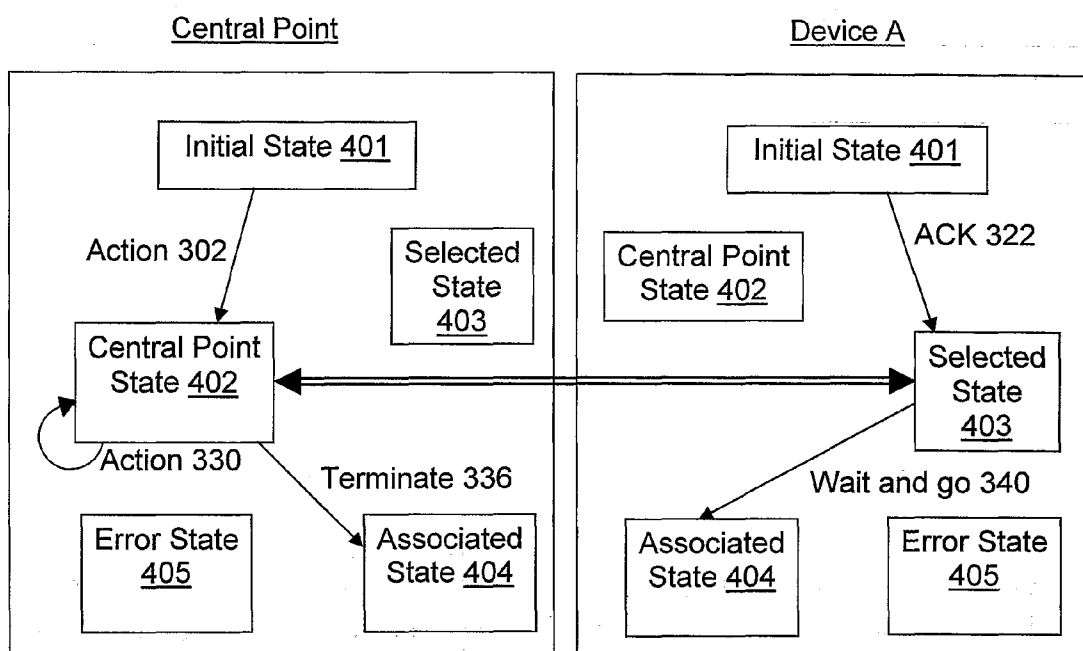 Central Point
Initial State 401
Action 302
Selected
State
403
Central Point
State 402
Action 330
Terminate 336
Error State
405
Associated
State 404
Device A
Initial State 401
ACK 322
Central Point
State 402
Selected
State
403
Wait and go 340
Associated
State 404
Error State
405